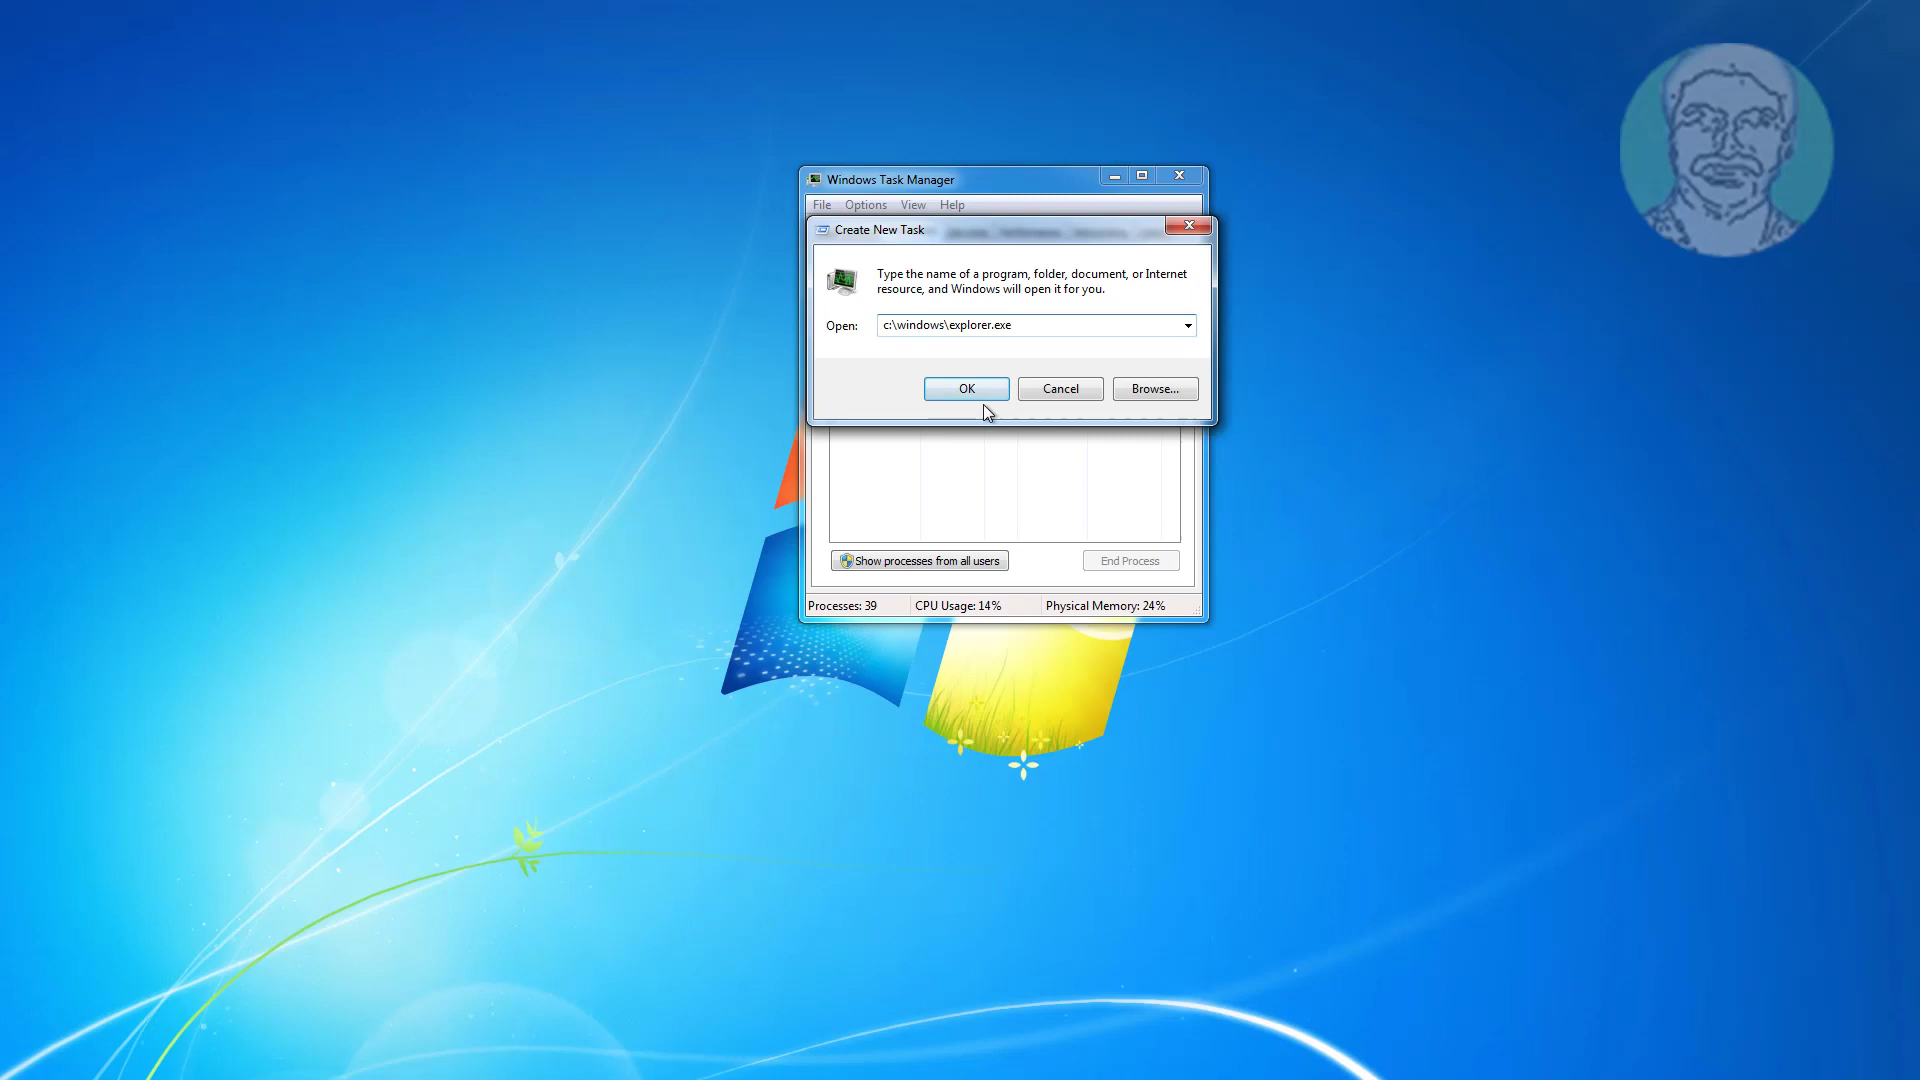 Windows Task Manager
File Options View Help
Create New Task
Type the name of a program, folder, document, or Internet
resource, and Windows will open it for you.
Open: c:\windows\explorer.exe
OK Cancel Browse...
Show processes from all users End Process
Processes: 39 CPU Usage: 14% Physical Memory: 24%